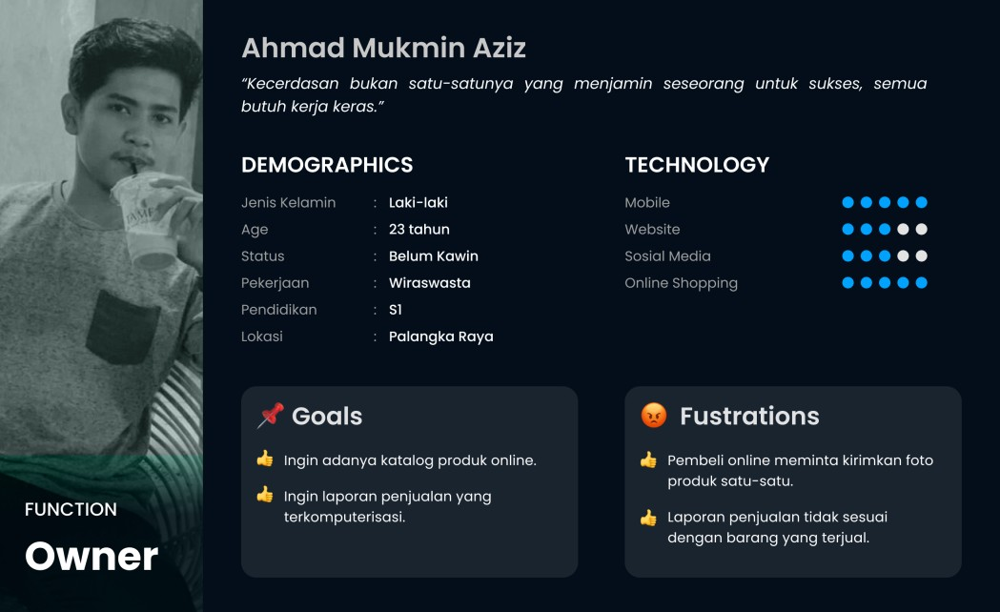 Ahmad Mukmin Aziz
“Kecerdasan bukan satu-satunya yang menjamin seseorang untuk sukses, semua
butuh kerja keras.”
DEMOGRAPHICS
Jenis Kelamin : Laki-laki
Age : 23 tahun
Status : Belum Kawin
Pekerjaan : Wiraswasta
Pendidikan : S1
Lokasi : Palangka Raya
TECHNOLOGY
Mobile
Website
Sosial Media
Online Shopping
Goals
Ingin adanya katalog produk online.
Ingin laporan penjualan yang
terkomputerisasi.
Fustrations
Pembeli online meminta kirimkan foto
produk satu-satu.
Laporan penjualan tidak sesuai
dengan barang yang terjual.
FUNCTION
Owner